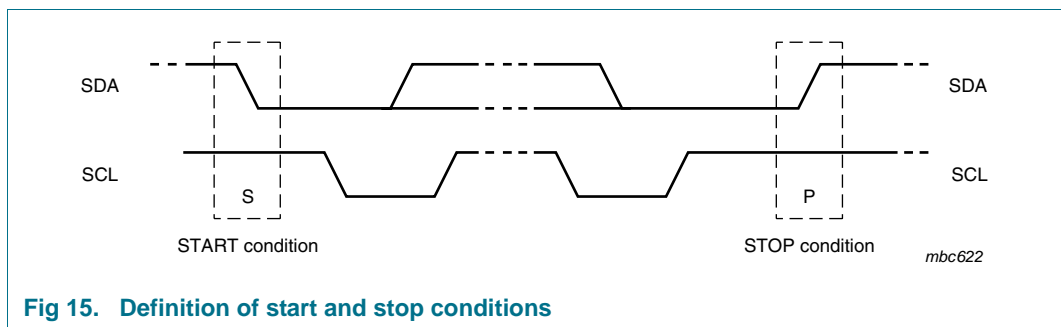 SDA SDA
SCL SCL
S P
START condition STOP condition
mbc622
Fig 15. Definition of start and stop conditions